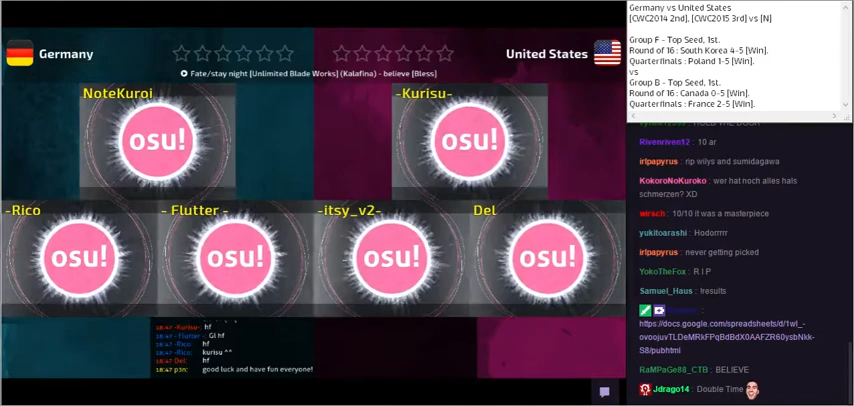 Germany
United States
Fate/stay night [Unlimited Blade Works] (Kalafina) - believe [Bless]
NoteKuroi
-Kurisu-
osu!
osu!
-Rico
- Flutter -
-itsy_v2-
Del
osu!
osu!
osu!
osu!
18:47 -Kurisu-: hf
18:47 - Flutter -: Gl hf
18:47 -Rico: hf
18:47 -Rico: kurisu ^^
18:47 Del: hf
18:47 p3n: good luck and have fun everyone!
Germany vs United States
[CWC2014 2nd], [CWC2015 3rd] vs [N]
Group F - Top Seed, 1st.
Round of 16 : South Korea 4-5 [Win].
Quarterfinals : Poland 1-5 [Win].
vs
Group B - Top Seed, 1st.
Round of 16 : Canada 0-5 [Win].
Quarterfinals : France 2-5 [Win].
Rivenriven12 : 10 ar
irlpapyrus : rip wilys and sumidagawa
KokoroNoKuroko : wer hat noch alles hals
schmerzen? XD
wirsch : 10/10 it was a masterpiece
yukitoarashi : Hodorrrrr
irlpapyrus : never getting picked
YokoTheFox : R I P
Samuel_Haus : !results
https://docs.google.com/spreadsheets/d/1wl_-
ovoojuvTLDeMRkFPqBdBdX0AAFZR60ysbNkk-
S8/pubhtml
RaMPaGe88_CTB : BELIEVE
Jdrago14 : Double Time